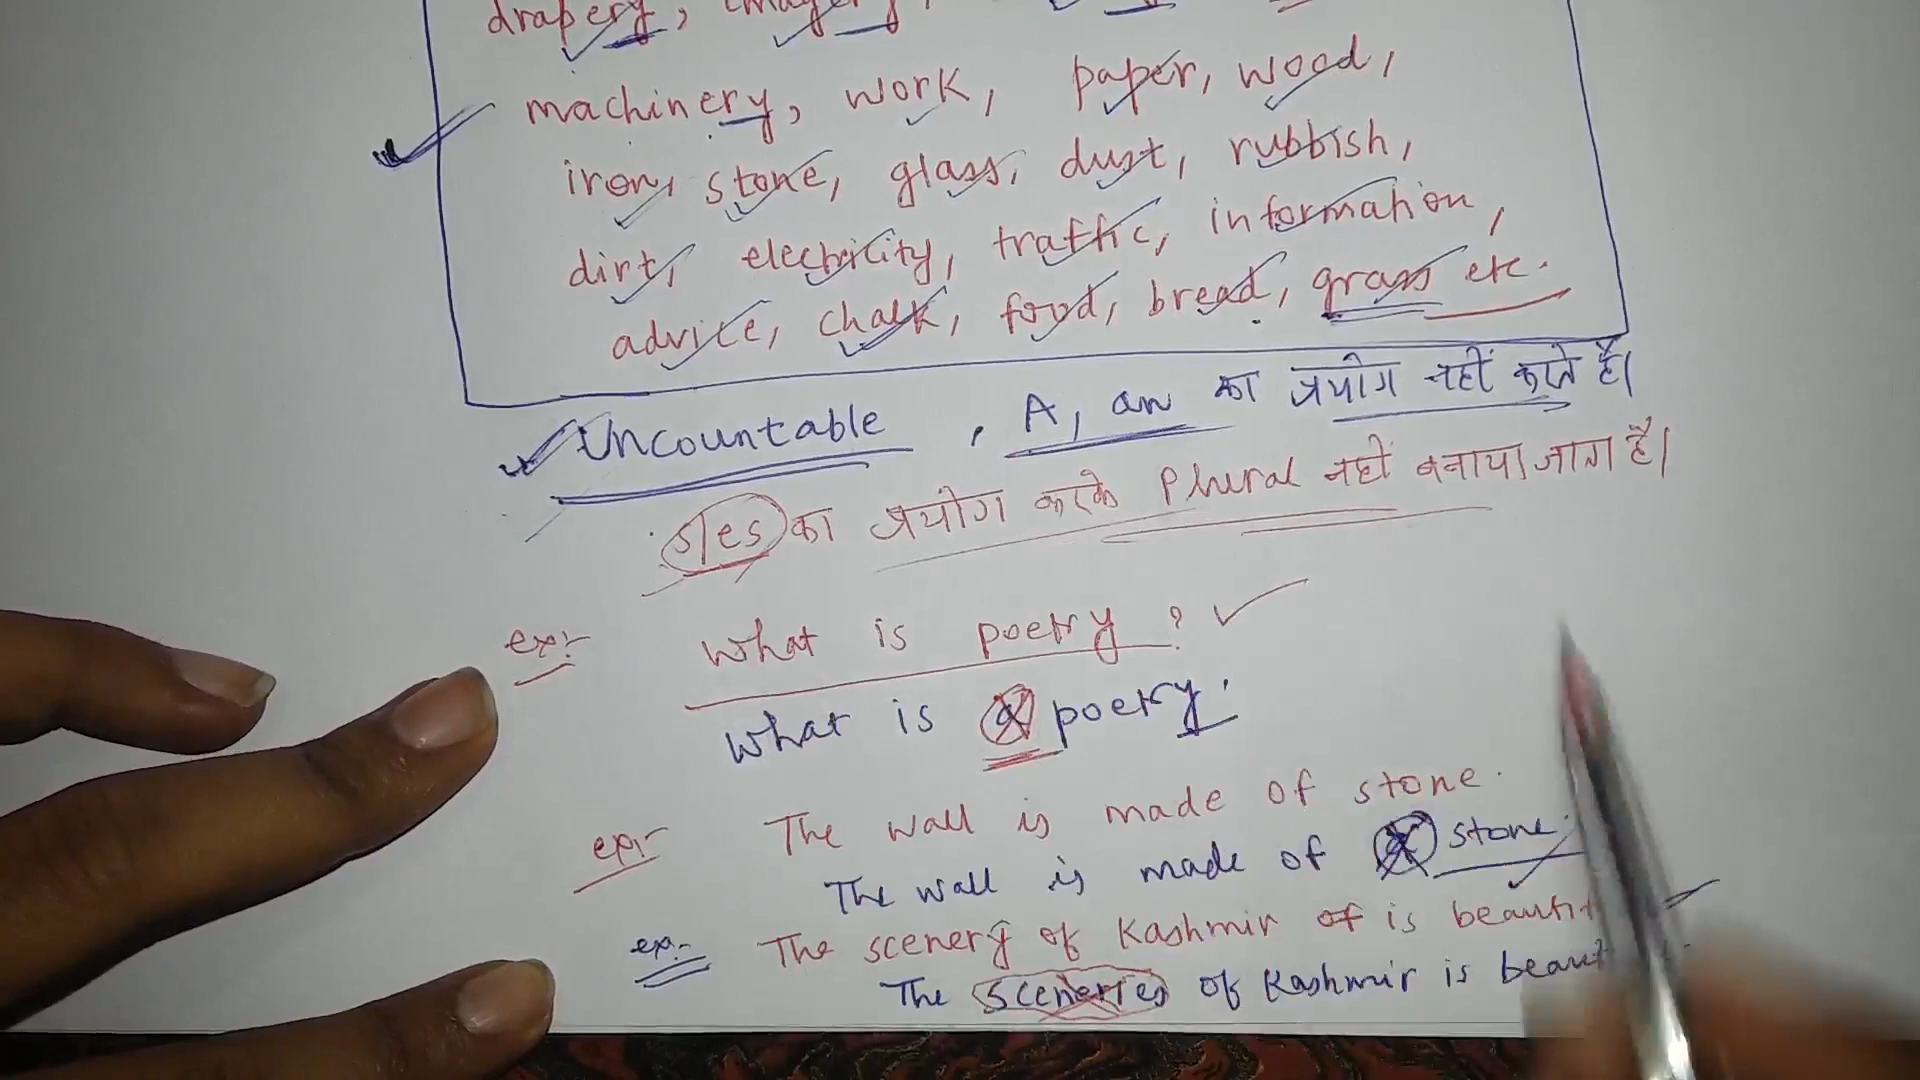 drapery, imagery,
machinery, work, paper, wood,
iron, stone, glass, dust, rubbish,
dirt, electricity, traffic, information,
advice, chalk, food, bread, grass etc.
Uncountable , A, an का प्रयोग नहीं करते है।
s/es का प्रयोग करके Plural नहीं बनाया जाता है।
ex:- What is poetry ?
What is a poetry.
ex:- The wall is made of stone.
The wall is made of a stone.
ex:- The scenery of Kashmir of is
The sceneries of Kashmir is